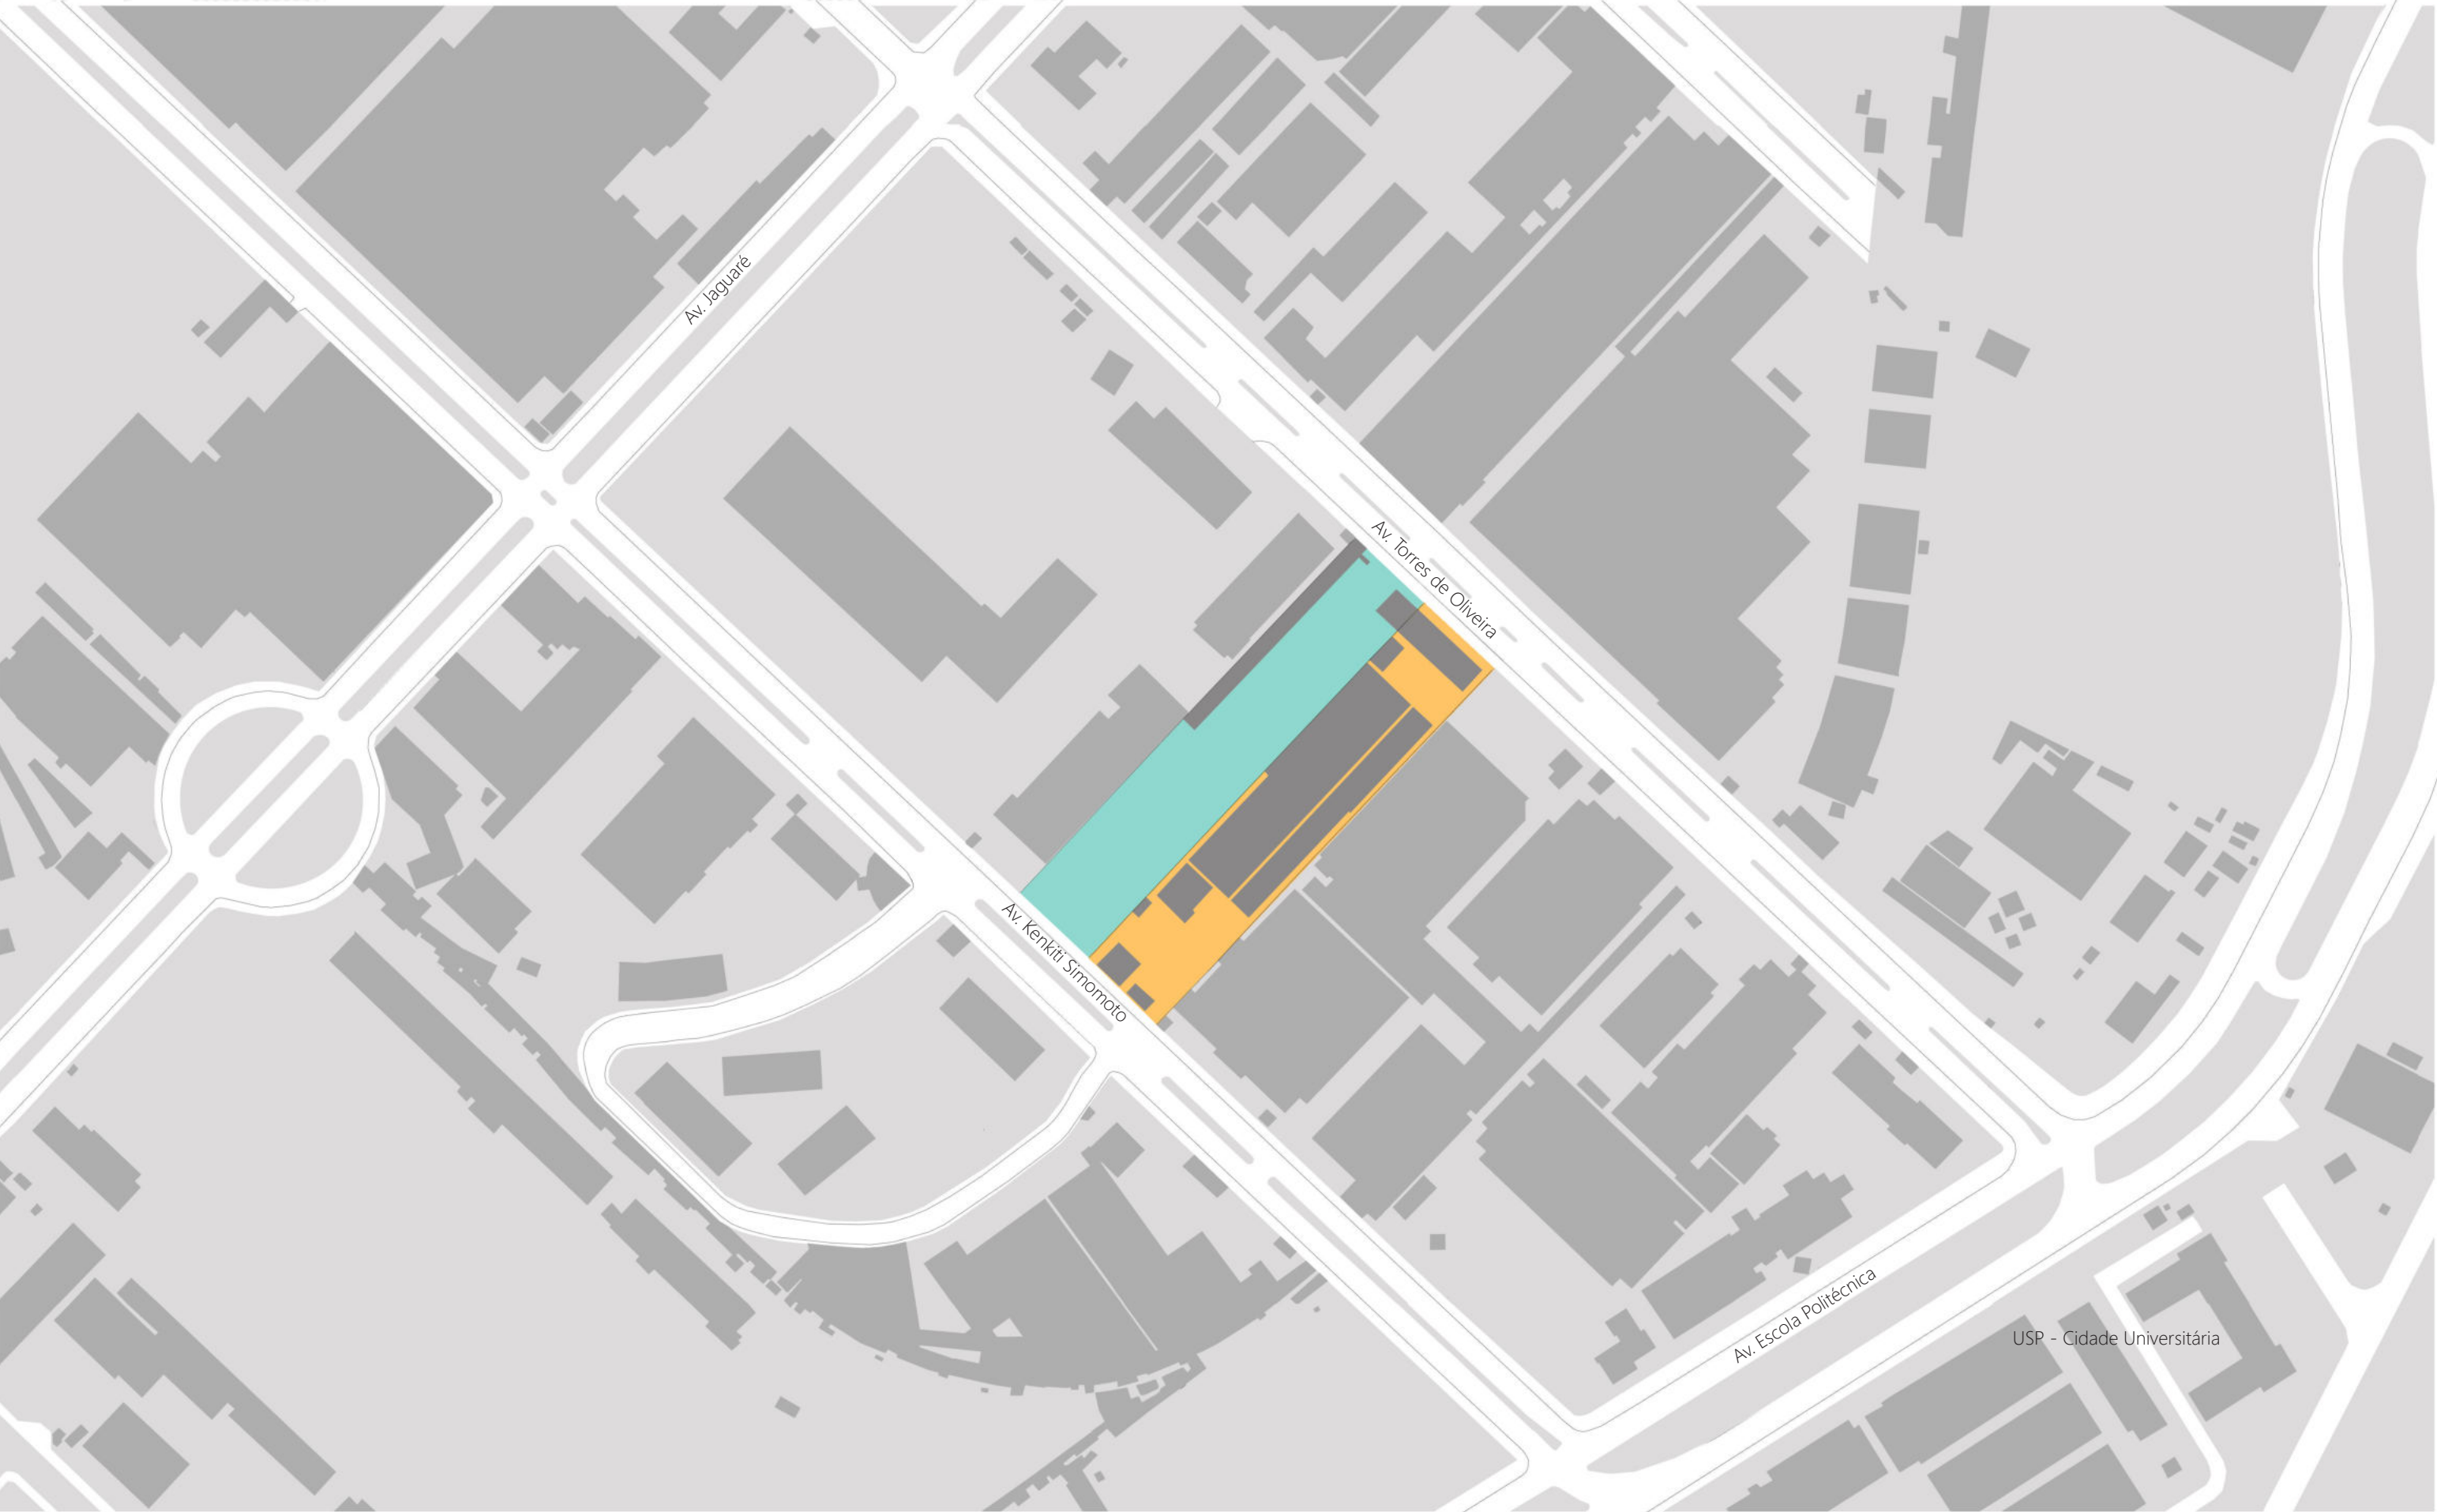 Av. Jaguaré
Av. Torres de Oliveira
Av. Kenkiti Simomoto
Av. Escola Politécnica
USP - Cidade Universitária